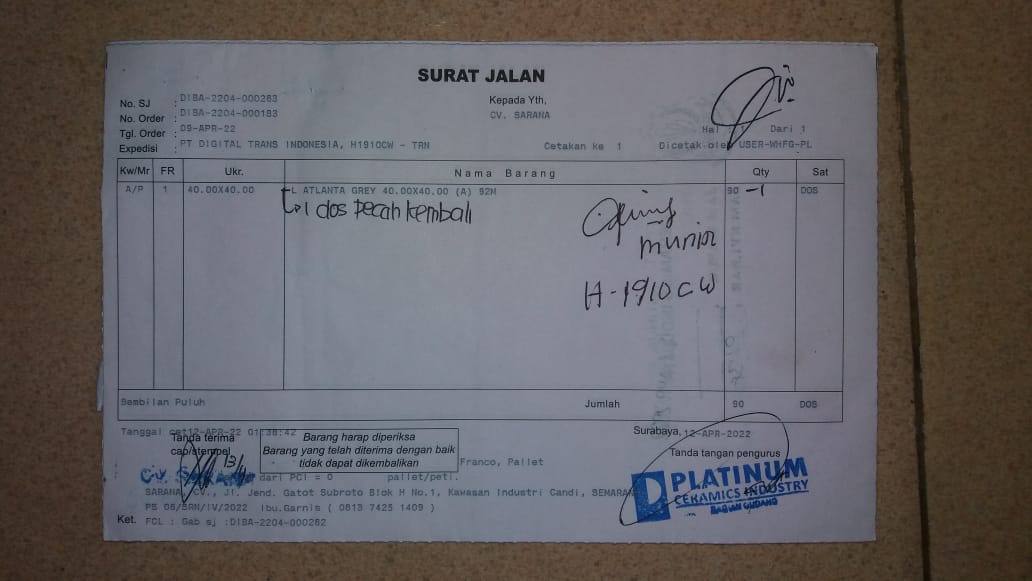 SURAT JALAN
No. SJ : DIBA-2204-000263
No. Order : DIBA-2204-000183
Tgl. Order : 09-APR-22
Expedisi : PT DIGITAL TRANS INDONESIA, H1910CW - TRN
Kepada Yth,
CV. SARANA
Cetakan ke 1
Hal : 1 Dari 1
Dicetak oleh USER-WHFG-PL
Kw/Mr FR Ukr. Nama Barang Qty Sat
A/P 1 40.00X40.00 L ATLANTA GREY 40.00X40.00 (A) 92M 90 -1 DOS
1 dos pecah kembali
munir
H-1910CW
Sembilan Puluh Jumlah 90 DOS
Tanggal cet12-APR-22 01:38:42
Surabaya, 12-APR-2022
Tanda terima
cap/stempel
Barang harap diperiksa
Barang yang telah diterima dengan baik
tidak dapat dikembalikan
Tanda tangan pengurus
Franco, Pallet
dari PCI = 0 pallet/peti.
PLATINUM
CERAMICS INDUSTRY
BAGIAN GUDANG
SARANA, CV., Jl. Jend. Gatot Subroto Blok H No.1, Kawasan Industri Candi, SEMARAN
PS 06/SRN/IV/2022 Ibu.Garnis ( 0813 7425 1409 )
Ket. FCL : Gab sj :DIBA-2204-000262